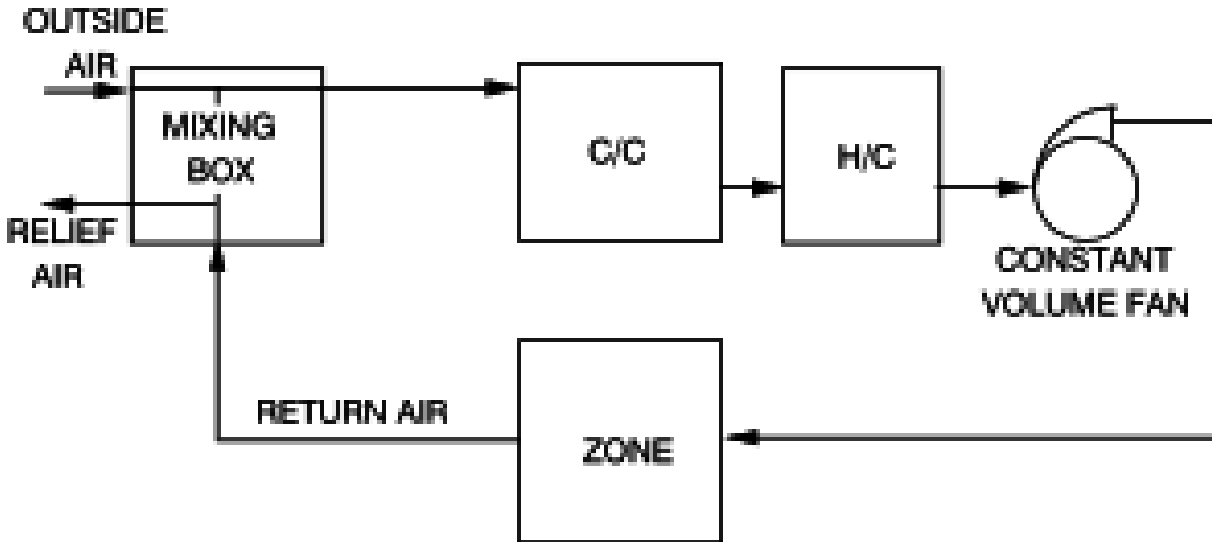 OUTSIDE
AIR
MIXING
BOX
C/C
H/C
RELIEF
AIR
CONSTANT
VOLUME FAN
RETURN AIR
ZONE